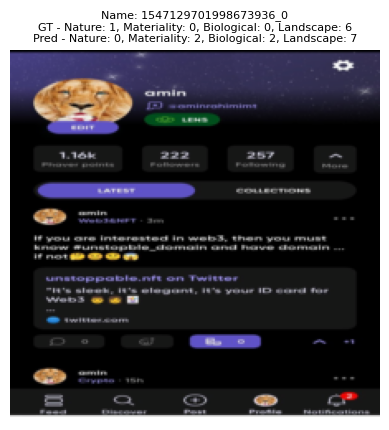 Name: 1547129701998673936_0
GT - Nature: 1, Materiality: 0, Biological: 0, Landscape: 6
Pred - Nature: 0, Materiality: 2, Biological: 2, Landscape: 7
amin
@aminrahimimt
EDIT
LENS
1.16k
Phaver points
222
Followers
257
Following
More
LATEST
COLLECTIONS
amin
Web3&NFT · 3m
If you are interested in web3, then you must
know #unstopble_domain and have domain ...
if not
unstoppable.nft on Twitter
"It's sleek, it's elegant, it's your ID card for
Web3
...
twitter.com
0
0
+1
amin
Crypto · 15h
Feed
Discover
Post
Profile
2
Notifications